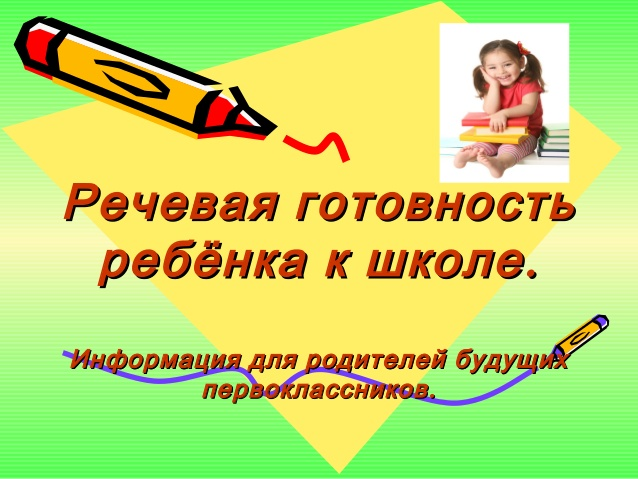 Речевая готовность
ребёнка к школе.
Информация для родителей будущих
первоклассников.